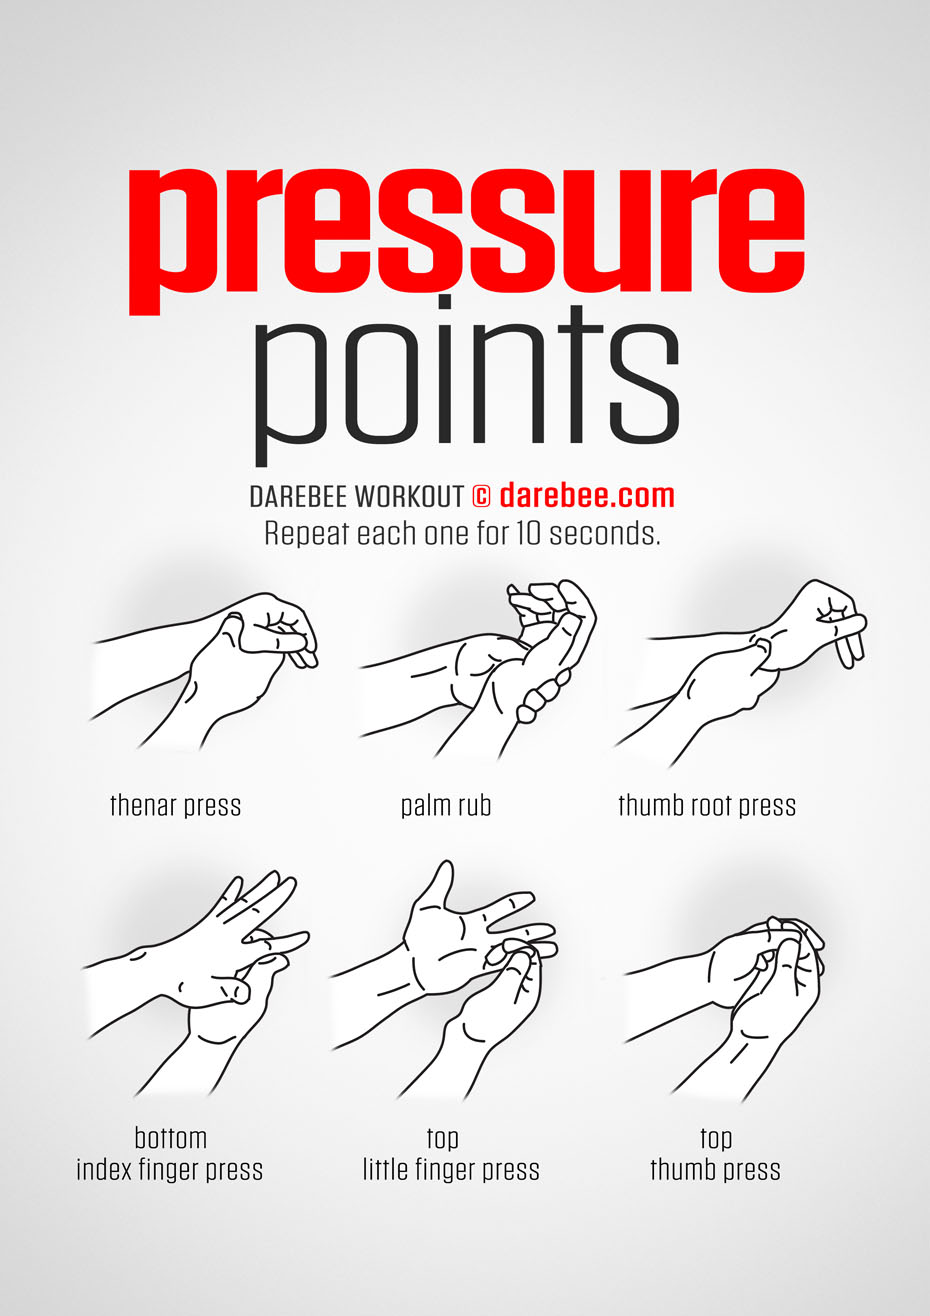 pressure
points
DAREBEE WORKOUT © darebee.com
Repeat each one for 10 seconds.
thenar press
palm rub
thumb root press
bottom
index finger press
top
little finger press
top
thumb press